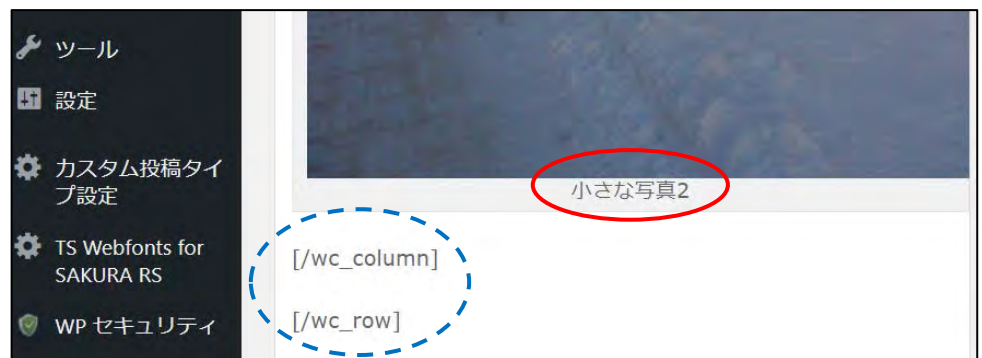 ツール
設定
カスタム投稿タイ
プ設定
TS Webfonts for
SAKURA RS
WP セキュリティ
小さな写真2
[/wc_column]
[/wc_row]